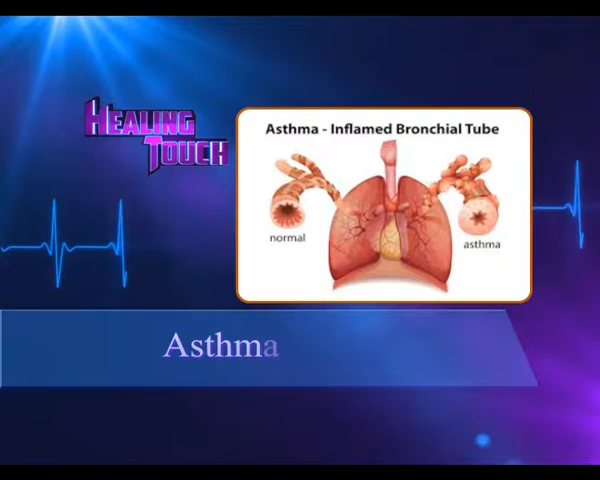 HEALING
TOUCH
Asthma - Inflamed Bronchial Tube
normal
asthma
Asthma